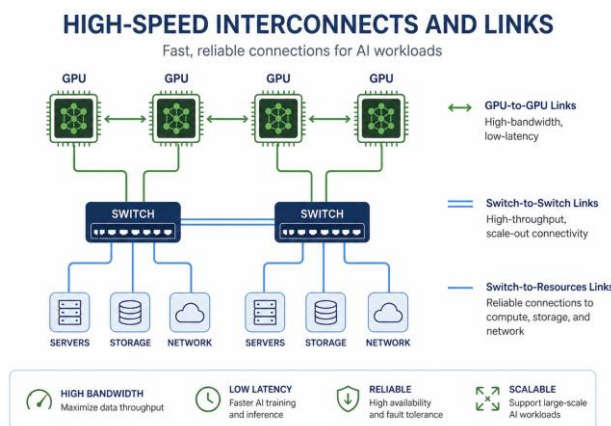 HIGH-SPEED INTERCONNECTS AND LINKS
Fast, reliable connections for AI workloads
GPU
GPU
GPU
GPU
GPU-to-GPU Links
High-bandwidth,
low-latency
SWITCH
SWITCH
Switch-to-Switch Links
High-throughput,
scale-out connectivity
Switch-to-Resources Links
Reliable connections to
compute, storage, and
network
SERVERS
STORAGE
NETWORK
SERVERS
STORAGE
NETWORK
HIGH BANDWIDTH
Maximize data throughput
LOW LATENCY
Faster AI training
and inference
RELIABLE
High availability
and fault tolerance
SCALABLE
Support large-scale
AI workloads